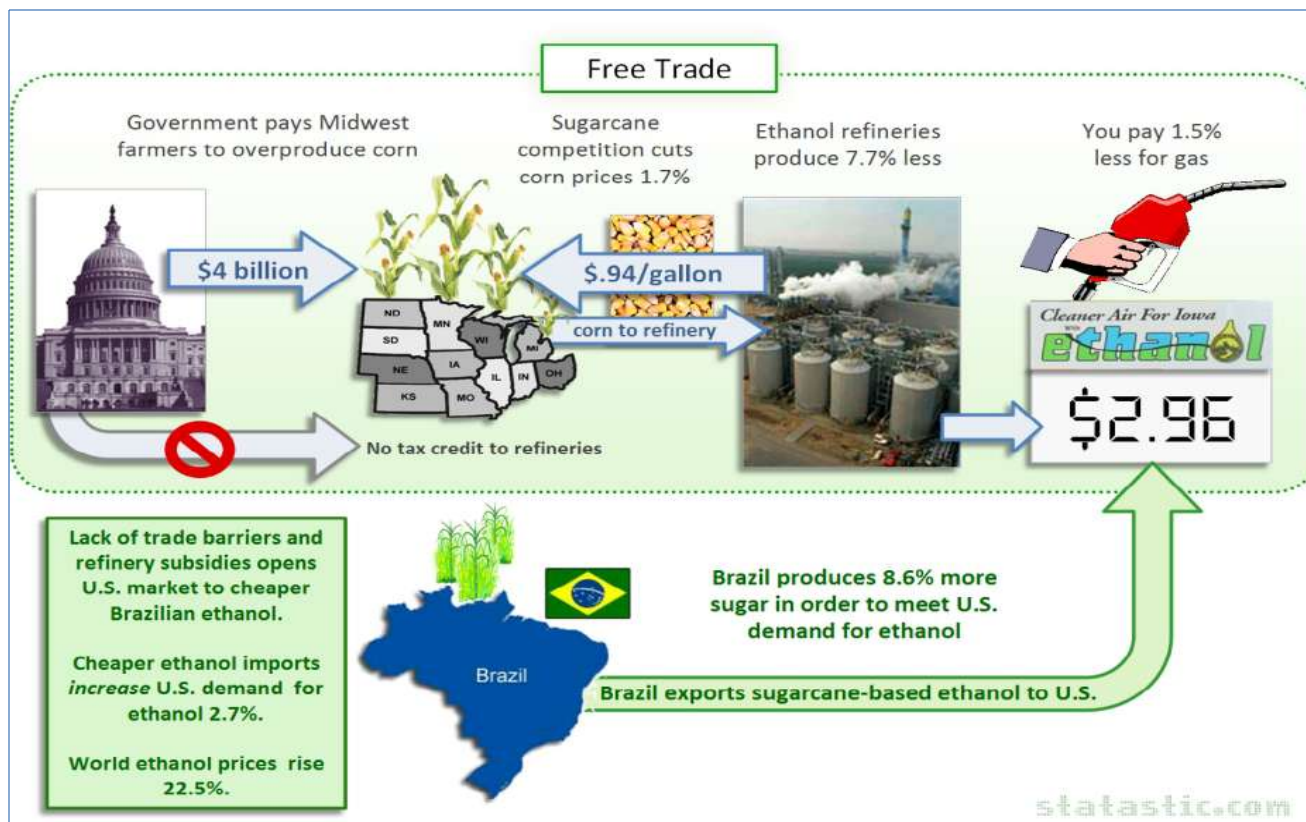 Free Trade
Government pays Midwest
farmers to overproduce corn
Sugarcane
competition cuts
corn prices 1.7%
Ethanol refineries
produce 7.7% less
You pay 1.5%
less for gas
$4 billion
$.94/gallon
corn to refinery
ND
MN
SD
WI
MI
NE
IA
IL
IN
OH
KS
MO
No tax credit to refineries
Cleaner Air For Iowa
WITH
ethanol
$2.96
Lack of trade barriers and
refinery subsidies opens
U.S. market to cheaper
Brazilian ethanol.
Cheaper ethanol imports
increase U.S. demand for
ethanol 2.7%.
World ethanol prices rise
22.5%.
Brazil
Brazil produces 8.6% more
sugar in order to meet U.S.
demand for ethanol
Brazil exports sugarcane-based ethanol to U.S.
statastic.com